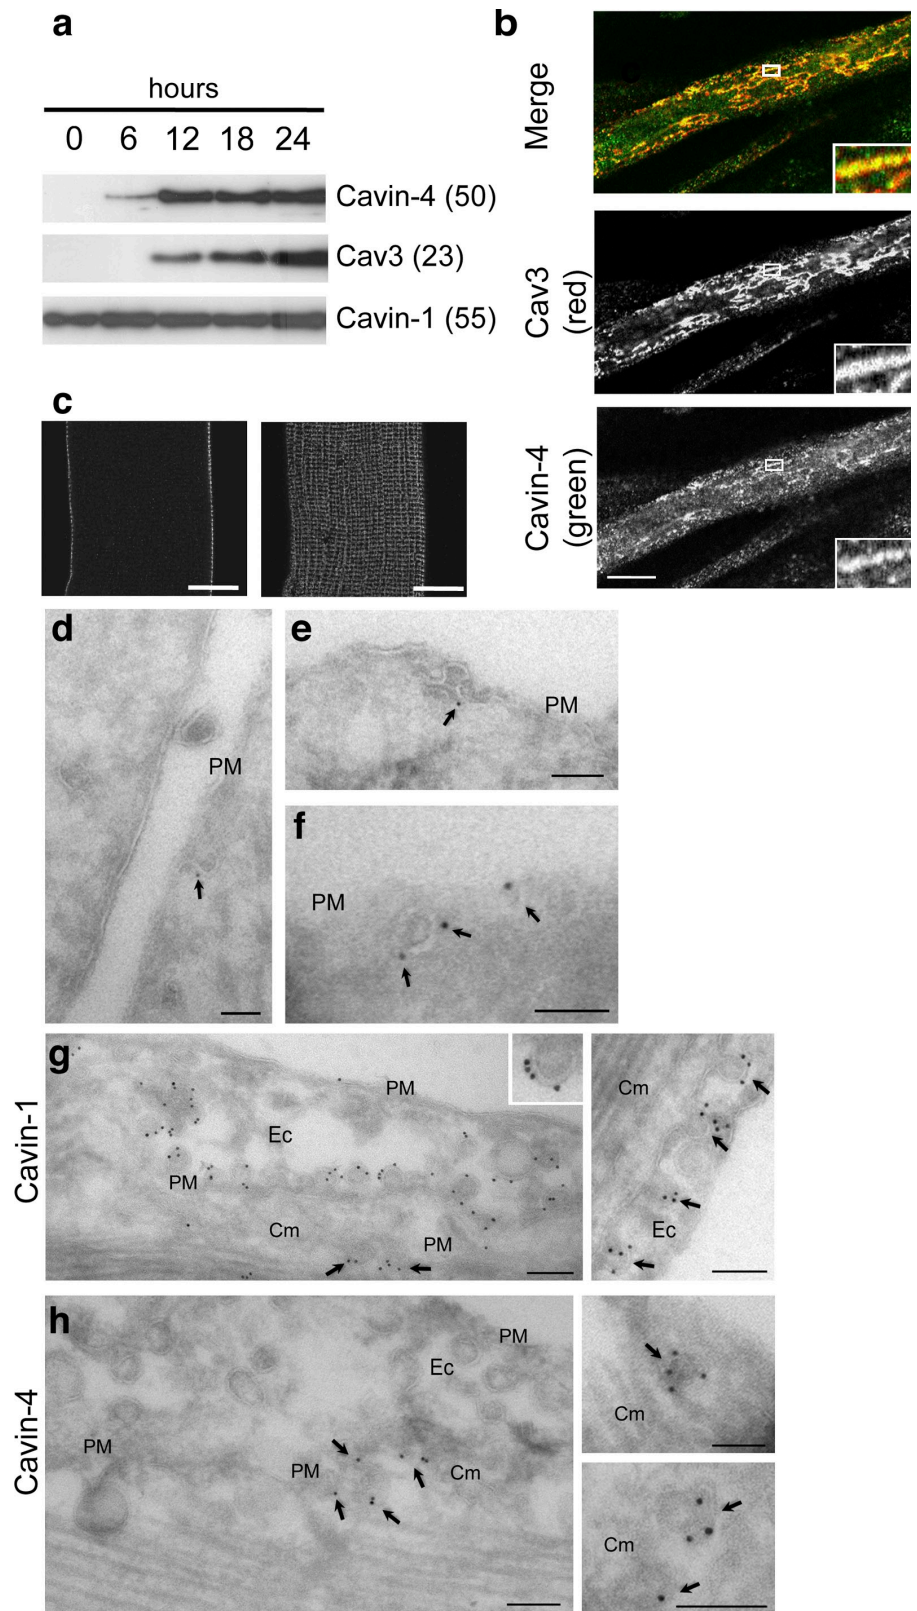 a
hours
0 6 12 18 24
Cavin-4 (50)
Cav3 (23)
Cavin-1 (55)
b
Merge
Cav3
(red)
Cavin-4
(green)
c
d
PM
e
PM
f
PM
g
Cavin-1
PM
Ec
PM
Cm
PM
Cm
Ec
h
Cavin-4
PM
Ec
PM
PM
Cm
Cm
Cm